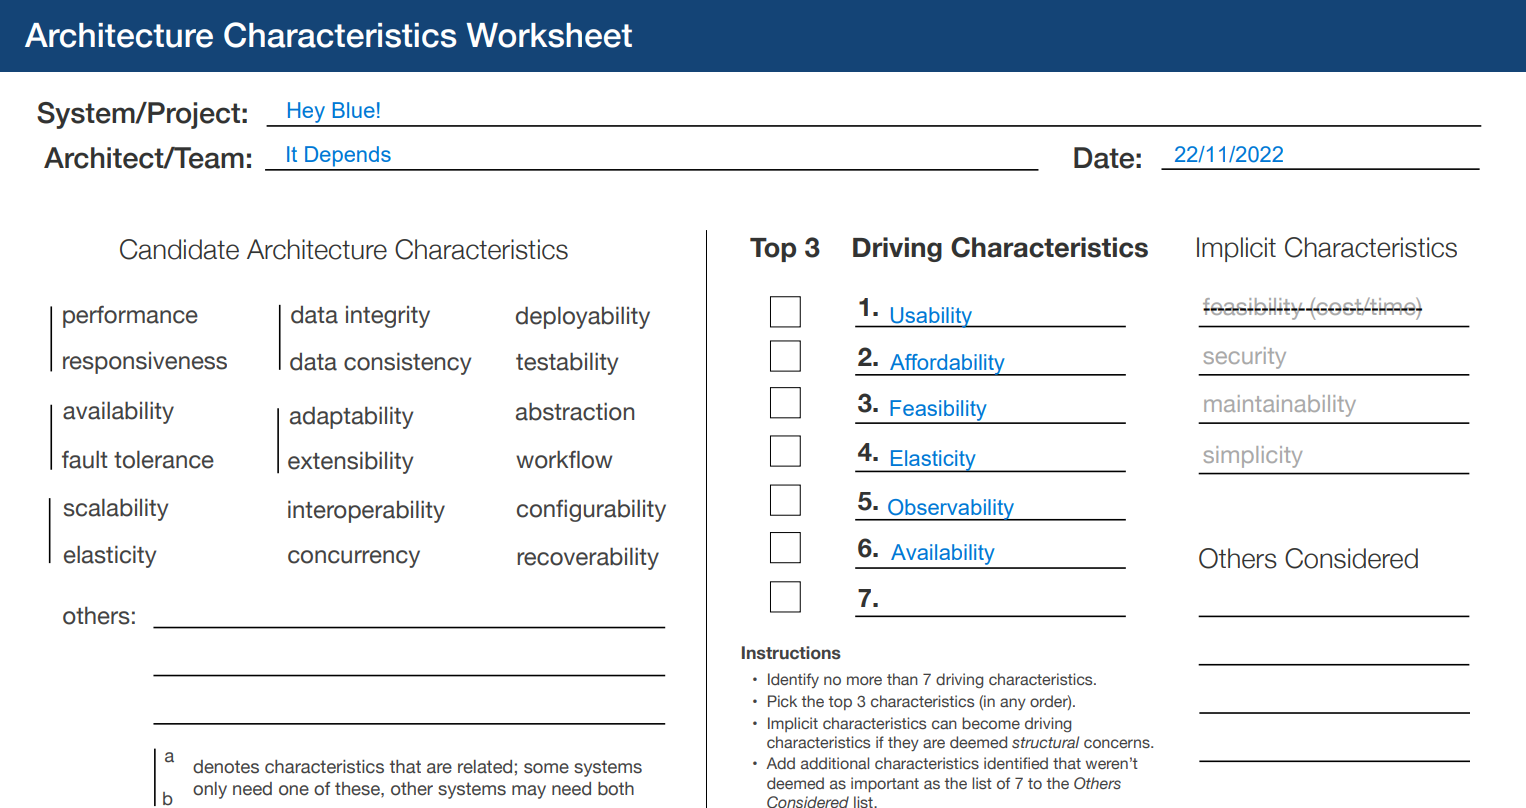 Architecture Characteristics Worksheet
System/Project: Hey Blue!
Architect/Team: It Depends Date: 22/11/2022
Candidate Architecture Characteristics
performance data integrity deployability
responsiveness data consistency testability
availability adaptability abstraction
fault tolerance extensibility workflow
scalability interoperability configurability
elasticity concurrency recoverability
others:
a
b
denotes characteristics that are related; some systems
only need one of these, other systems may need both
Top 3 Driving Characteristics
1. Usability
2. Affordability
3. Feasibility
4. Elasticity
5. Observability
6. Availability
7.
Instructions
• Identify no more than 7 driving characteristics.
• Pick the top 3 characteristics (in any order).
• Implicit characteristics can become driving
characteristics if they are deemed structural concerns.
• Add additional characteristics identified that weren't
deemed as important as the list of 7 to the Others
Considered list.
Implicit Characteristics
feasibility (cost/time)
security
maintainability
simplicity
Others Considered